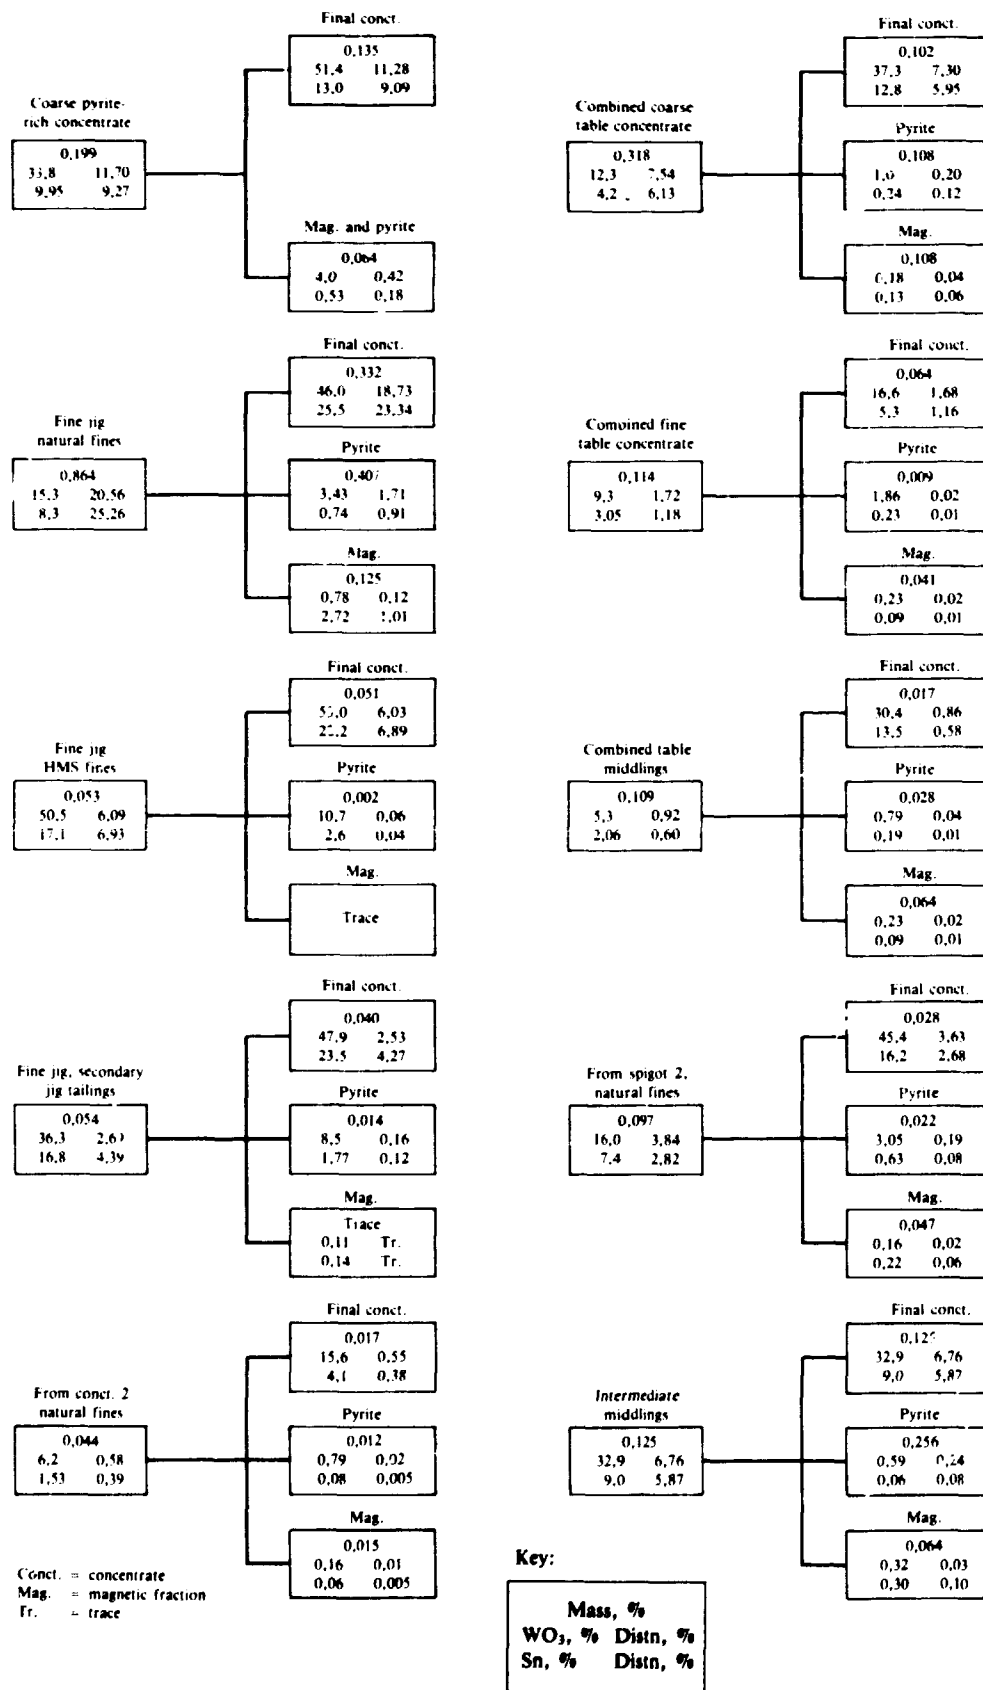 Final conct.
0,135
51,4 11,28
13,0 9,09
Coarse pyrite-
rich concentrate
0,199
33,8 11,70
9,95 9,27
Mag. and pyrite
0,064
4,0 0,42
0,53 0,18
Final conct.
0,332
46,0 18,73
25,5 23,34
Fine jig
natural fines
0,864
15,3 20,56
8,3 25,26
Pyrite
0,407
3,43 1,71
0,74 0,91
Mag.
0,125
0,78 0,12
2,72 1,01
Final conct.
0,051
6,03
6,89
Fine jig
HMS fines
0,053
50,5 6,09
17,1 6,93
Pyrite
0,002
10,7 0,06
2,6 0,04
Mag.
Trace
Final conct.
0,040
47,9 2,53
23,5 4,27
Fine jig, secondary
jig tailings
0,054
36,3
16,8 4,39
Pyrite
0,014
8,5 0,16
1,77 0,12
Mag.
Trace
0,11 Tr.
0,14 Tr.
Final conct.
0,017
15,6 0,55
4,1 0,38
From conct. 2
natural fines
0,044
6,2 0,58
1,53 0,39
Pyrite
0,012
0,79 0,02
0,08 0,005
Mag.
0,015
0,16 0,01
0,06 0,005
Conct. = concentrate
Mag. = magnetic fraction
Tr. = trace
Final conct.
0,102
37,3 7,30
12,8 5,95
Combined coarse
table concentrate
0,318
12,3 7,54
4,2 6,13
Pyrite
0,108
0,20
0,24 0,12
Mag.
0,108
0,18 0,04
0,13 0,06
Final conct.
0,064
16,6 1,68
5,3 1,16
Combined fine
table concentrate
0,114
9,3 1,72
3,05 1,18
Pyrite
0,009
1,86 0,02
0,23 0,01
Mag.
0,041
0,23 0,02
0,09 0,01
Final conct.
0,017
30,4 0,86
13,5 0,58
Combined table
middlings
0,109
5,3 0,92
2,06 0,60
Pyrite
0,028
0,79 0,04
0,19 0,01
Mag.
0,064
0,23 0,02
0,09 0,01
Final conct.
0,028
45,4 3,63
16,2 2,68
From spigot 2,
natural fines
0,097
16,0 3,84
7,4 2,82
Pyrite
0,022
3,05 0,19
0,63 0,08
Mag.
0,047
0,16 0,02
0,22 0,06
Final conct.
32,9 6,76
9,0 5,87
Intermediate
middlings
0,125
32,9 6,76
9,0 5,87
Pyrite
0,256
0,59 0,24
0,06 0,08
Mag.
0,064
0,32 0,03
0,30 0,10
Key:
Mass, %
WO₃, % Distn, %
Sn, % Distn, %